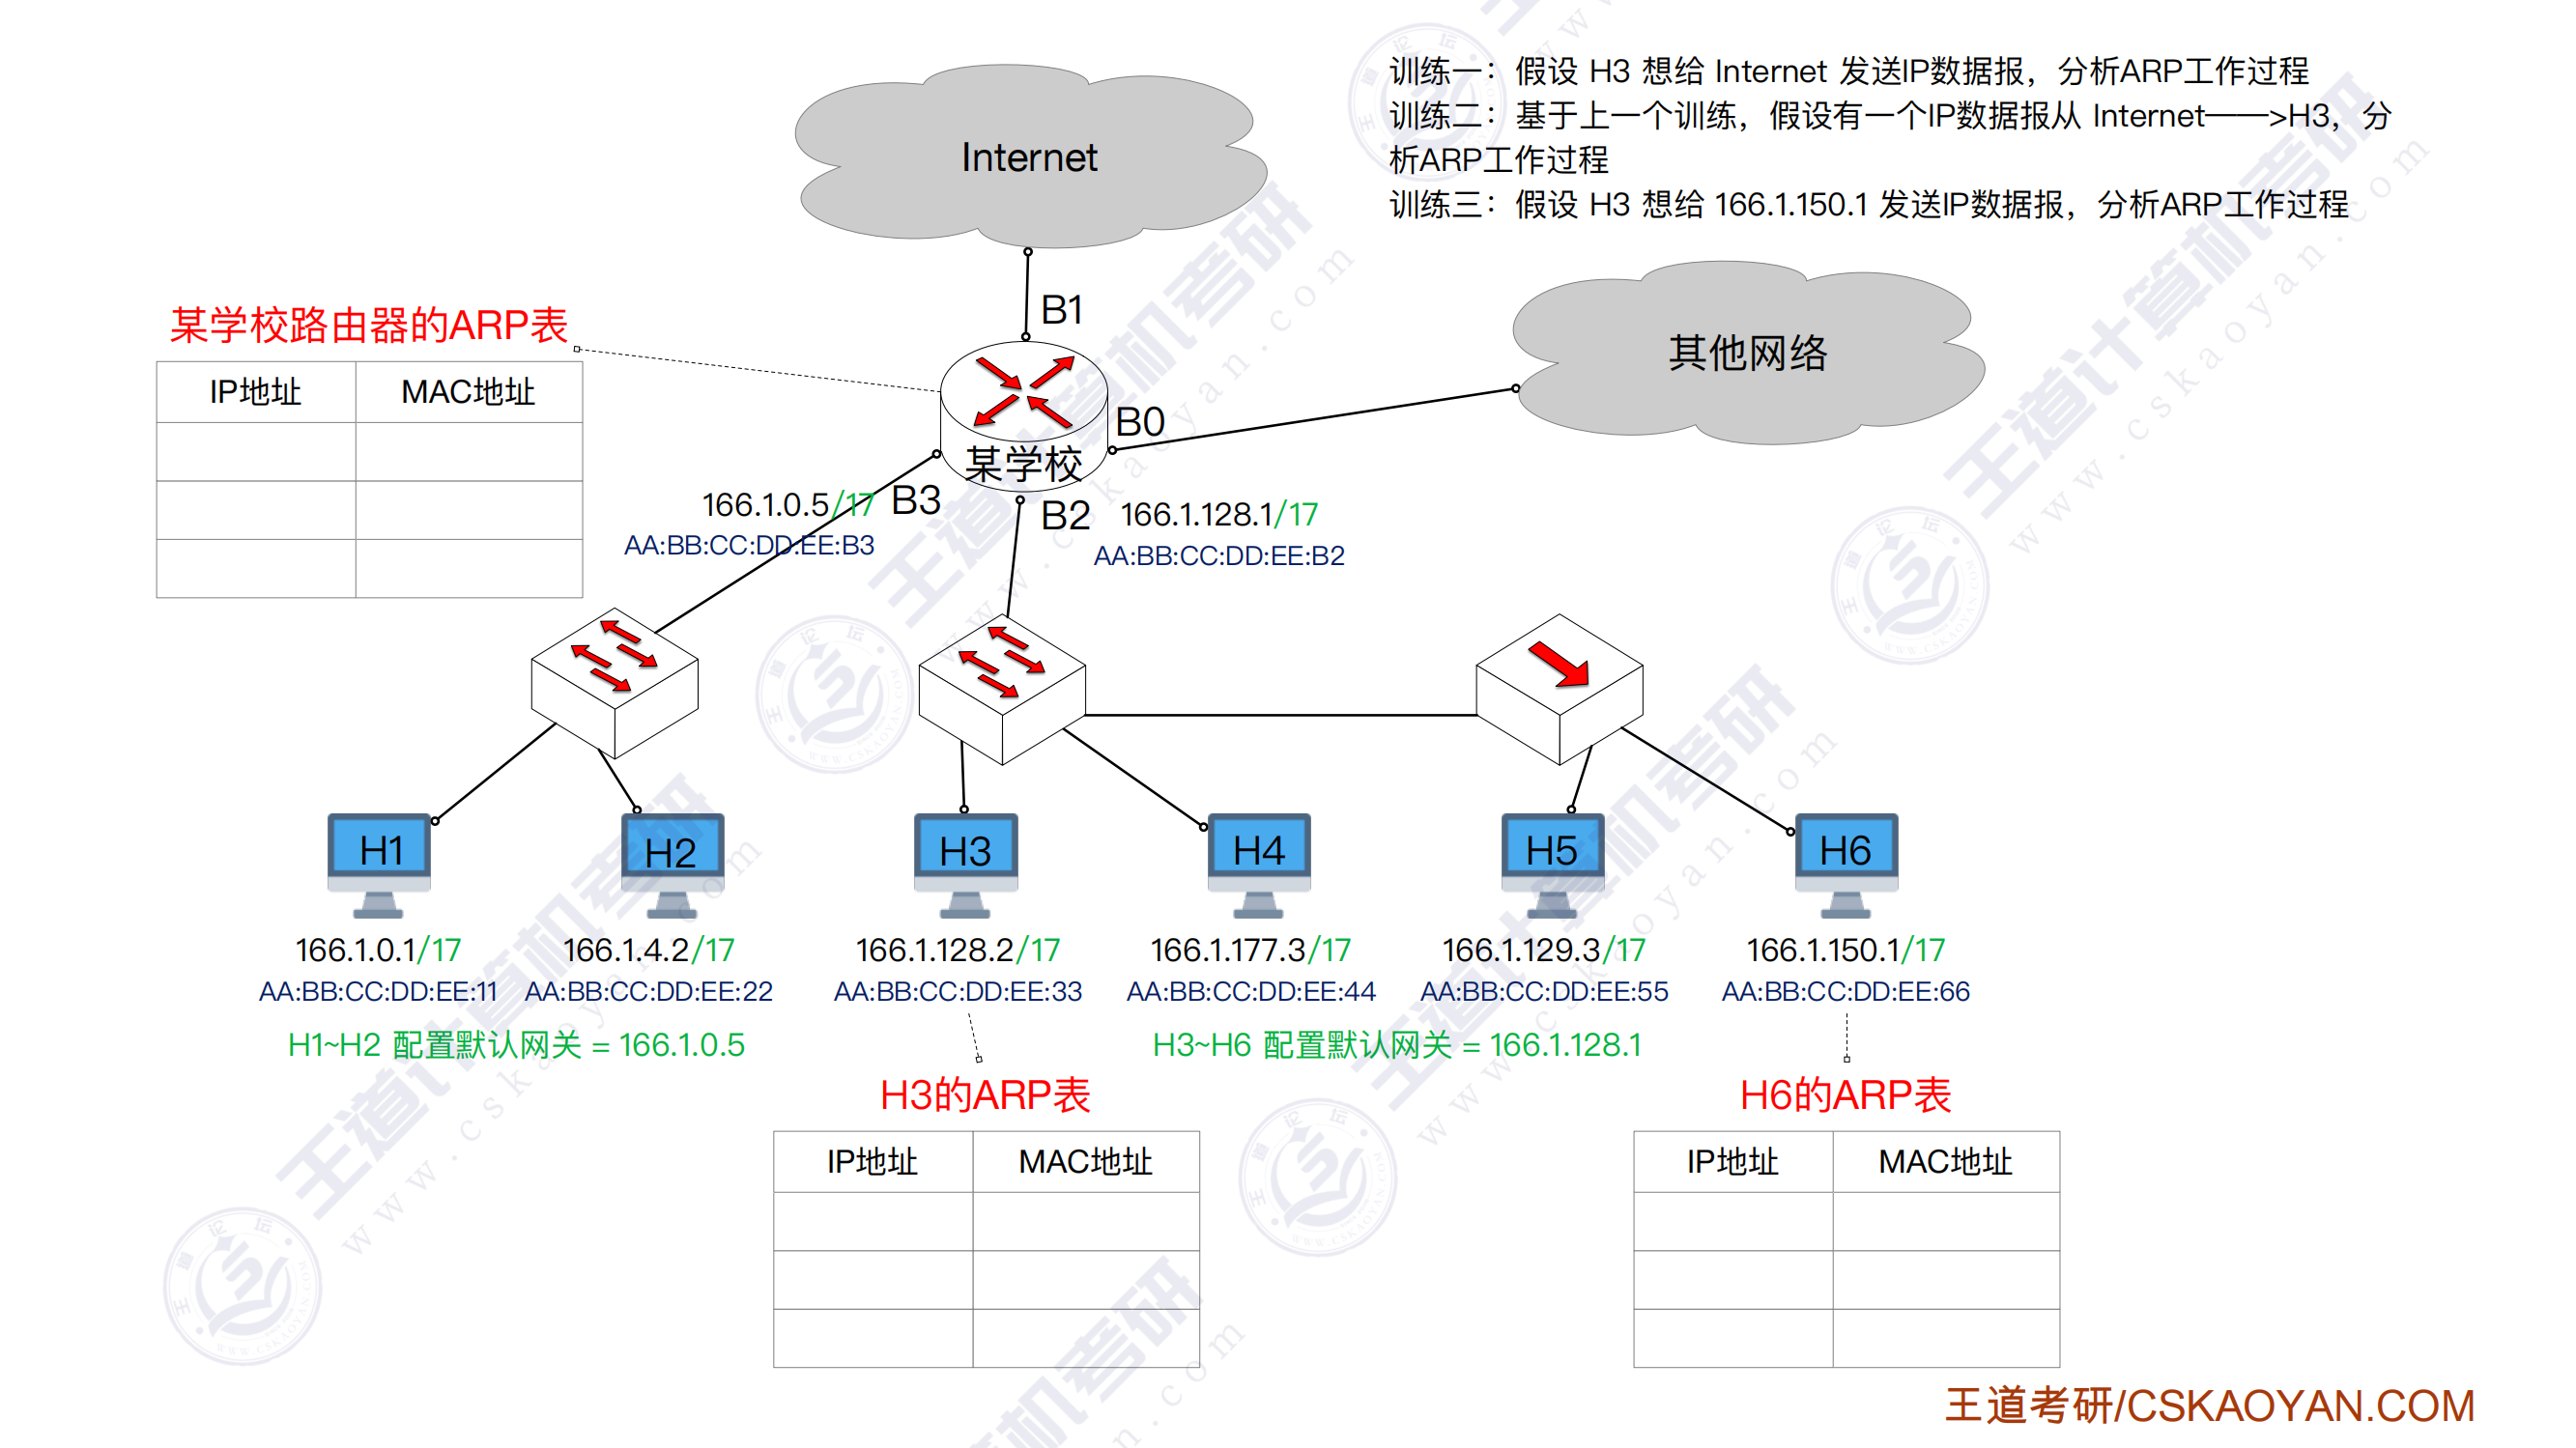 训练一：假设 H3 想给 Internet 发送IP数据报，分析ARP工作过程
训练二：基于上一个训练，假设有一个IP数据报从 Internet——>H3，分
析ARP工作过程
训练三：假设 H3 想给 166.1.150.1 发送IP数据报，分析ARP工作过程
Internet
B1
其他网络
某学校路由器的ARP表
IP地址 MAC地址
B0
某学校
166.1.0.5/17 B3
AA:BB:CC:DD:EE:B3
B2 166.1.128.1/17
AA:BB:CC:DD:EE:B2
H1 H2 H3 H4 H5 H6
166.1.0.1/17 166.1.4.2/17 166.1.128.2/17 166.1.177.3/17 166.1.129.3/17 166.1.150.1/17
AA:BB:CC:DD:EE:11 AA:BB:CC:DD:EE:22 AA:BB:CC:DD:EE:33 AA:BB:CC:DD:EE:44 AA:BB:CC:DD:EE:55 AA:BB:CC:DD:EE:66
H1~H2 配置默认网关 = 166.1.0.5 H3~H6 配置默认网关 = 166.1.128.1
H3的ARP表 H6的ARP表
IP地址 MAC地址 IP地址 MAC地址
王道考研/CSKAOYAN.COM
王道计算机考研
www.cskaoyan.com